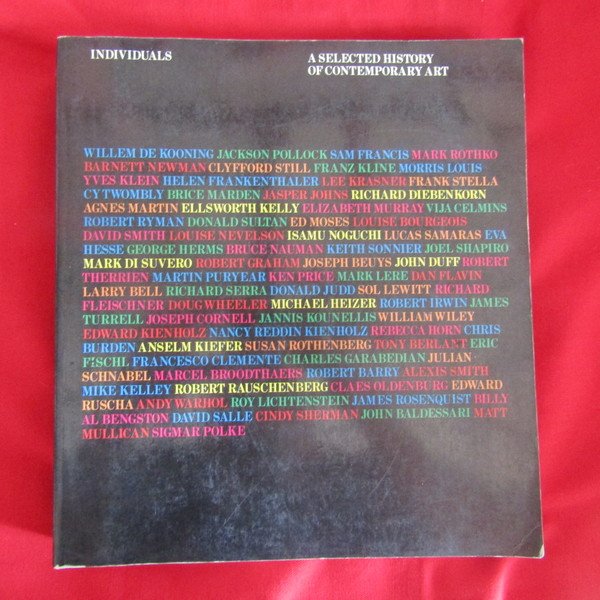 INDIVIDUALS
A SELECTED HISTORY
OF CONTEMPORARY ART
WILLEM DE KOONING JACKSON POLLOCK SAM FRANCIS MARK ROTHKO
BARNETT NEWMAN CLYFFORD STILL FRANZ KLINE MORRIS LOUIS
YVES KLEIN HELEN FRANKENTHALER LEE KRASNER FRANK STELLA
CY TWOMBLY BRICE MARDEN JASPER JOHNS RICHARD DIEBENKORN
AGNES MARTIN ELLSWORTH KELLY ELIZABETH MURRAY VIJA CELMINS
ROBERT RYMAN DONALD SULTAN ED MOSES LOUISE BOURGEOIS
DAVID SMITH LOUISE NEVELSON ISAMU NOGUCHI LUCAS SAMARAS EVA
HESSE GEORGE HERMS BRUCE NAUMAN KEITH SONNIER JOEL SHAPIRO
MARK DI SUVERO ROBERT GRAHAM JOSEPH BEUYS JOHN DUFF ROBERT
THERRIEN MARTIN PURYEAR KEN PRICE MARK LERE DAN FLAVIN
LARRY BELL RICHARD SERRA DONALD JUDD SOL LEWITT RICHARD
FLEISCHNER DOUG WHEELER MICHAEL HEIZER ROBERT IRWIN JAMES
TURRELL JOSEPH CORNELL JANNIS KOUNELLIS WILLIAM WILEY
EDWARD KIENHOLZ NANCY REDDIN KIENHOLZ REBECCA HORN CHRIS
BURDEN ANSELM KIEFER SUSAN ROTHENBERG TONY BERLANT ERIC
FISCHL FRANCESCO CLEMENTE CHARLES GARABEDIAN JULIAN
SCHNABEL MARCEL BROODTHAERS ROBERT BARRY ALEXIS SMITH
MIKE KELLEY ROBERT RAUSCHENBERG CLAES OLDENBURG EDWARD
RUSCHA ANDY WARHOL ROY LICHTENSTEIN JAMES ROSENQUIST BILLY
AL BENGSTON DAVID SALLE CINDY SHERMAN JOHN BALDESSARI MATT
MULLICAN SIGMAR POLKE